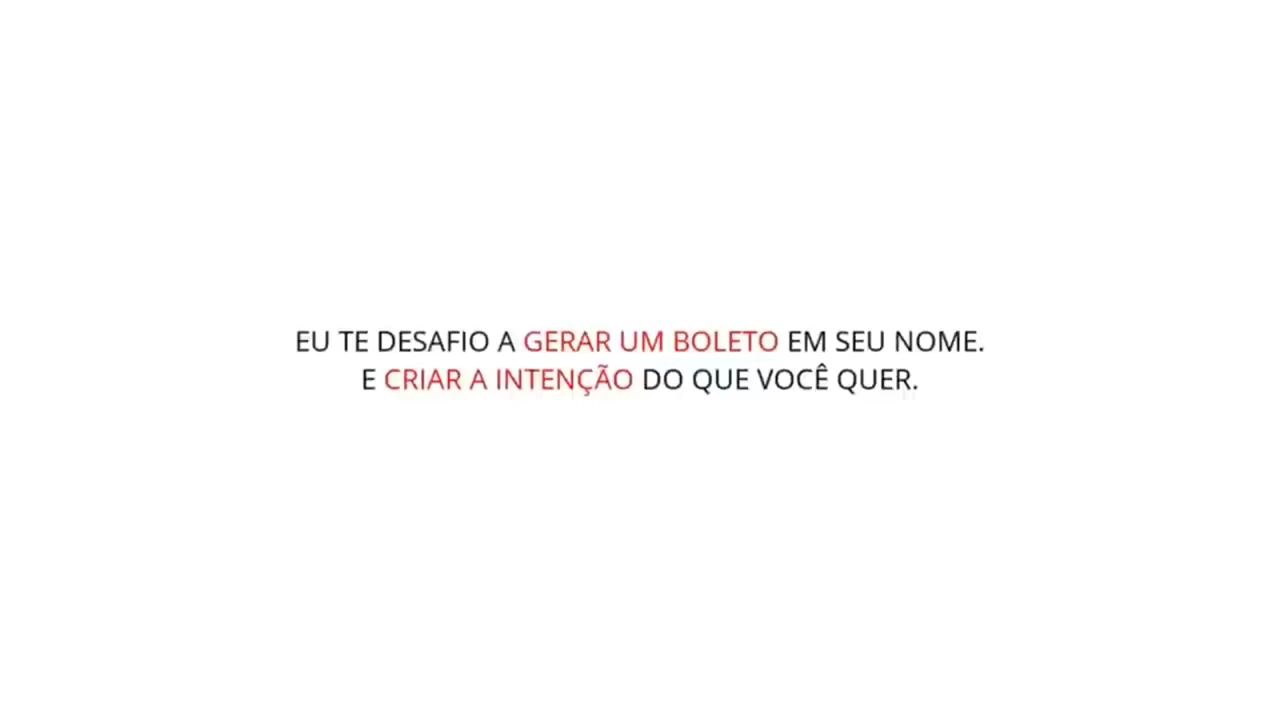 EU TE DESAFIO A GERAR UM BOLETO EM SEU NOME.
E CRIAR A INTENÇÃO DO QUE VOCÊ QUER.